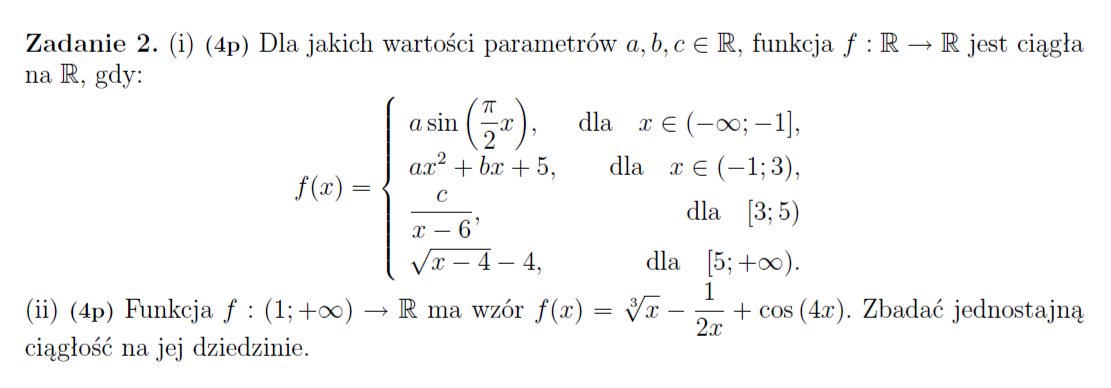 Zadanie 2. (i) (4p) Dla jakich wartości parametrów a, b, c ∈ ℝ, funkcja f : ℝ → ℝ jest ciągła
na ℝ, gdy:
a sin(π/2 x), dla x ∈ (−∞; −1],
ax² + bx + 5, dla x ∈ (−1; 3),
f(x) = {
c/(x − 6), dla [3; 5)
√(x − 4) − 4, dla [5; +∞).
(ii) (4p) Funkcja f : (1; +∞) → ℝ ma wzór f(x) = ∛x − 1/(2x) + cos (4x). Zbadać jednostajną
ciągłość na jej dziedzinie.